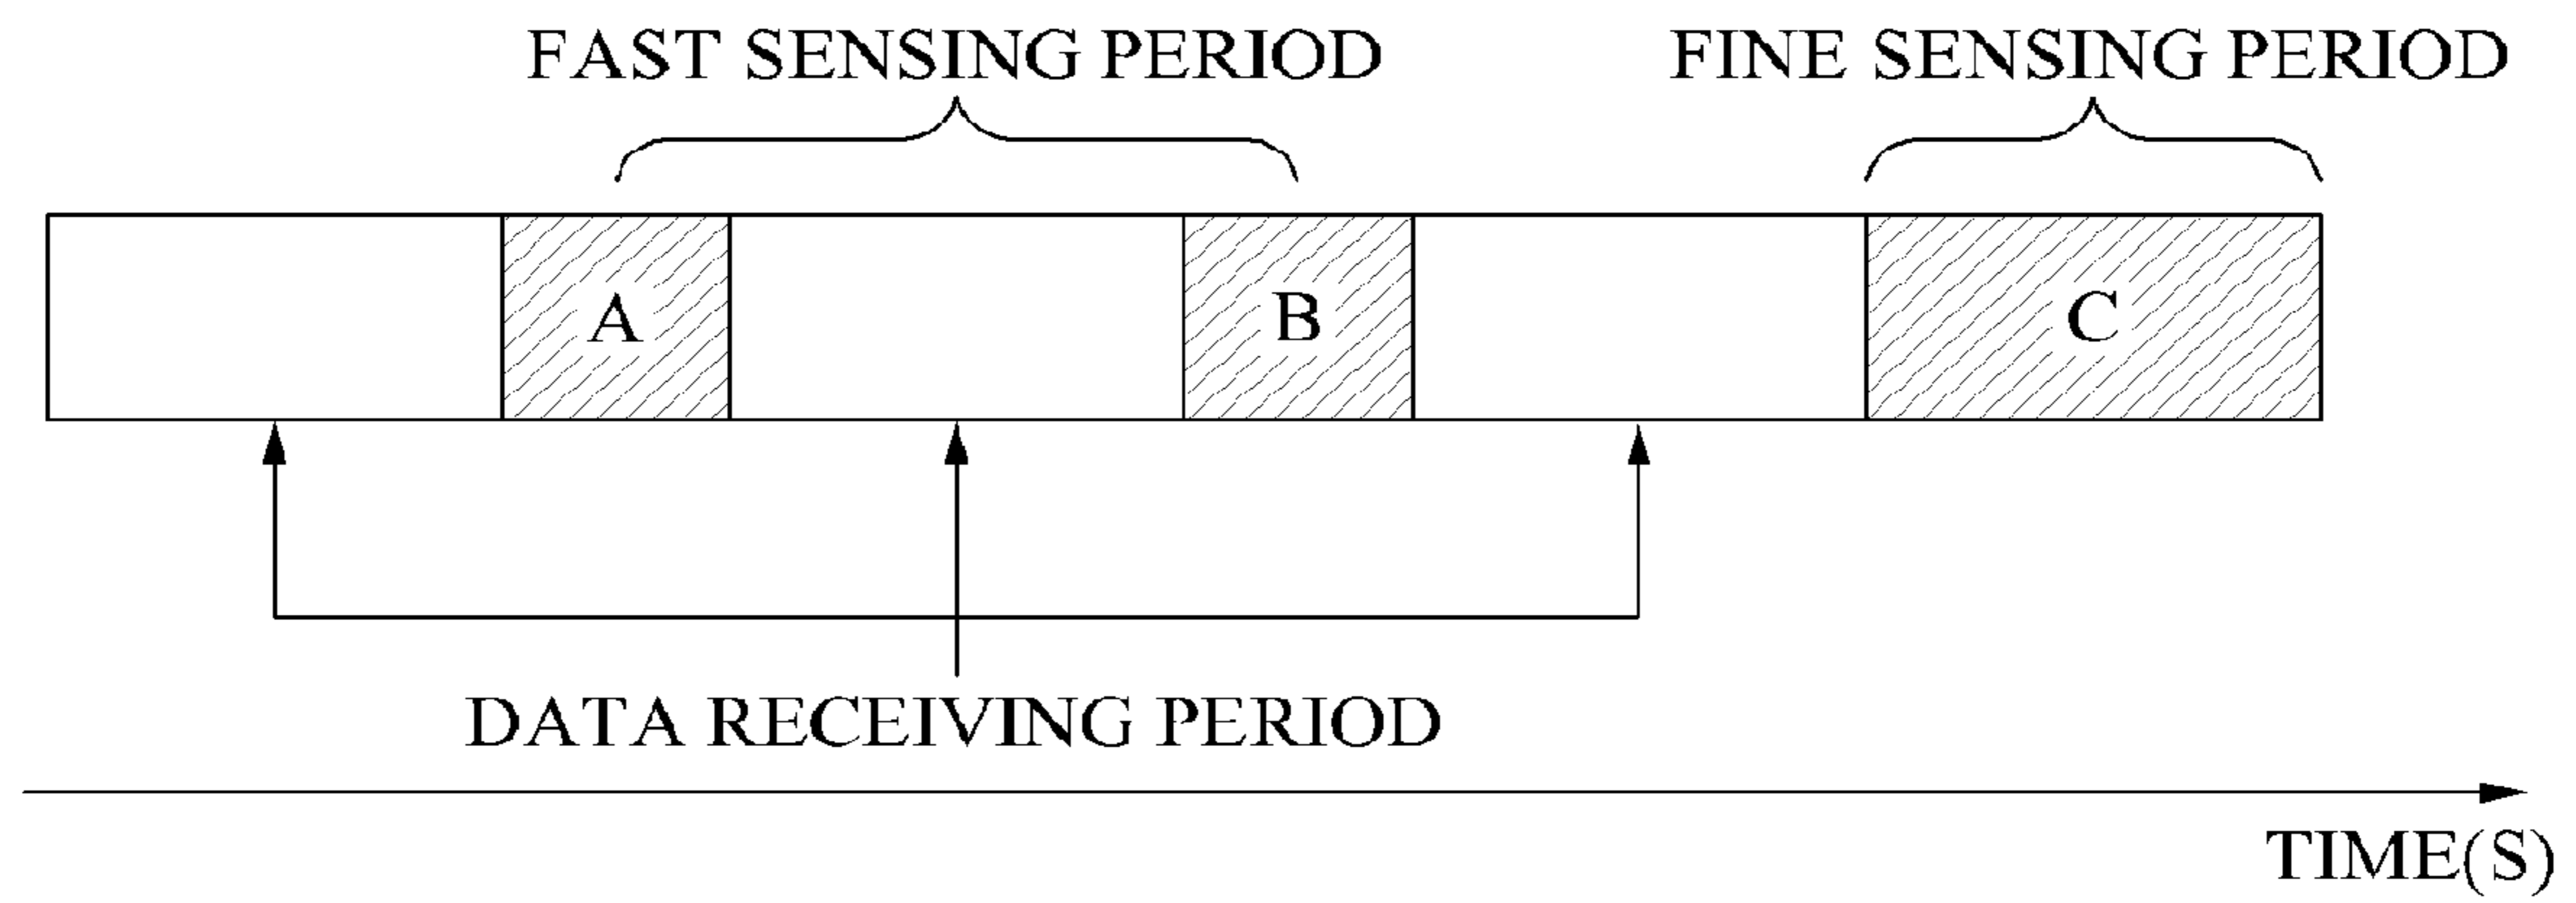 FAST SENSING PERIOD
FINE SENSING PERIOD
A
B
C
DATA RECEIVING PERIOD
TIME(S)